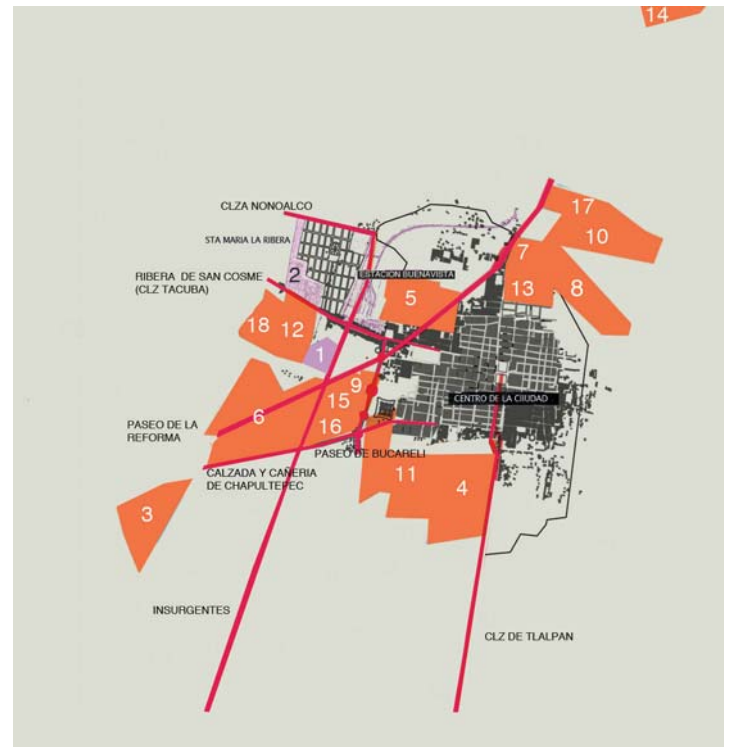 14
17
CLZA NONOALCO
10
STA MARIA LA RIBERA
7
RIBERA DE SAN COSME
(CLZ TACUBA)
2
ESTACION BUENAVISTA
8
13
5
18
12
1
9
CENTRO DE LA CIUDAD
15
6
PASEO DE LA
REFORMA
16
PASEO DE BUCARELI
CALZADA Y CAÑERIA
DE CHAPULTEPEC
11
4
3
INSURGENTES
CLZ DE TLALPAN